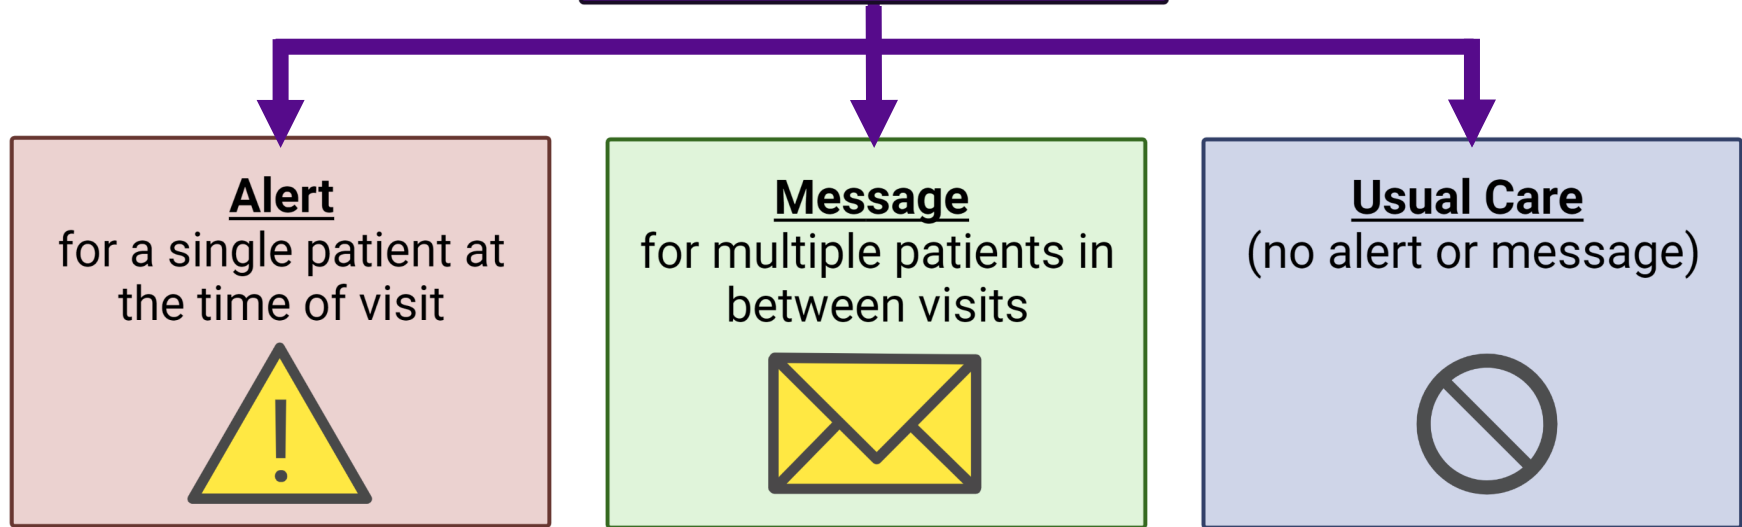 Alert
for a single patient at
the time of visit
Message
for multiple patients in
between visits
Usual Care
(no alert or message)